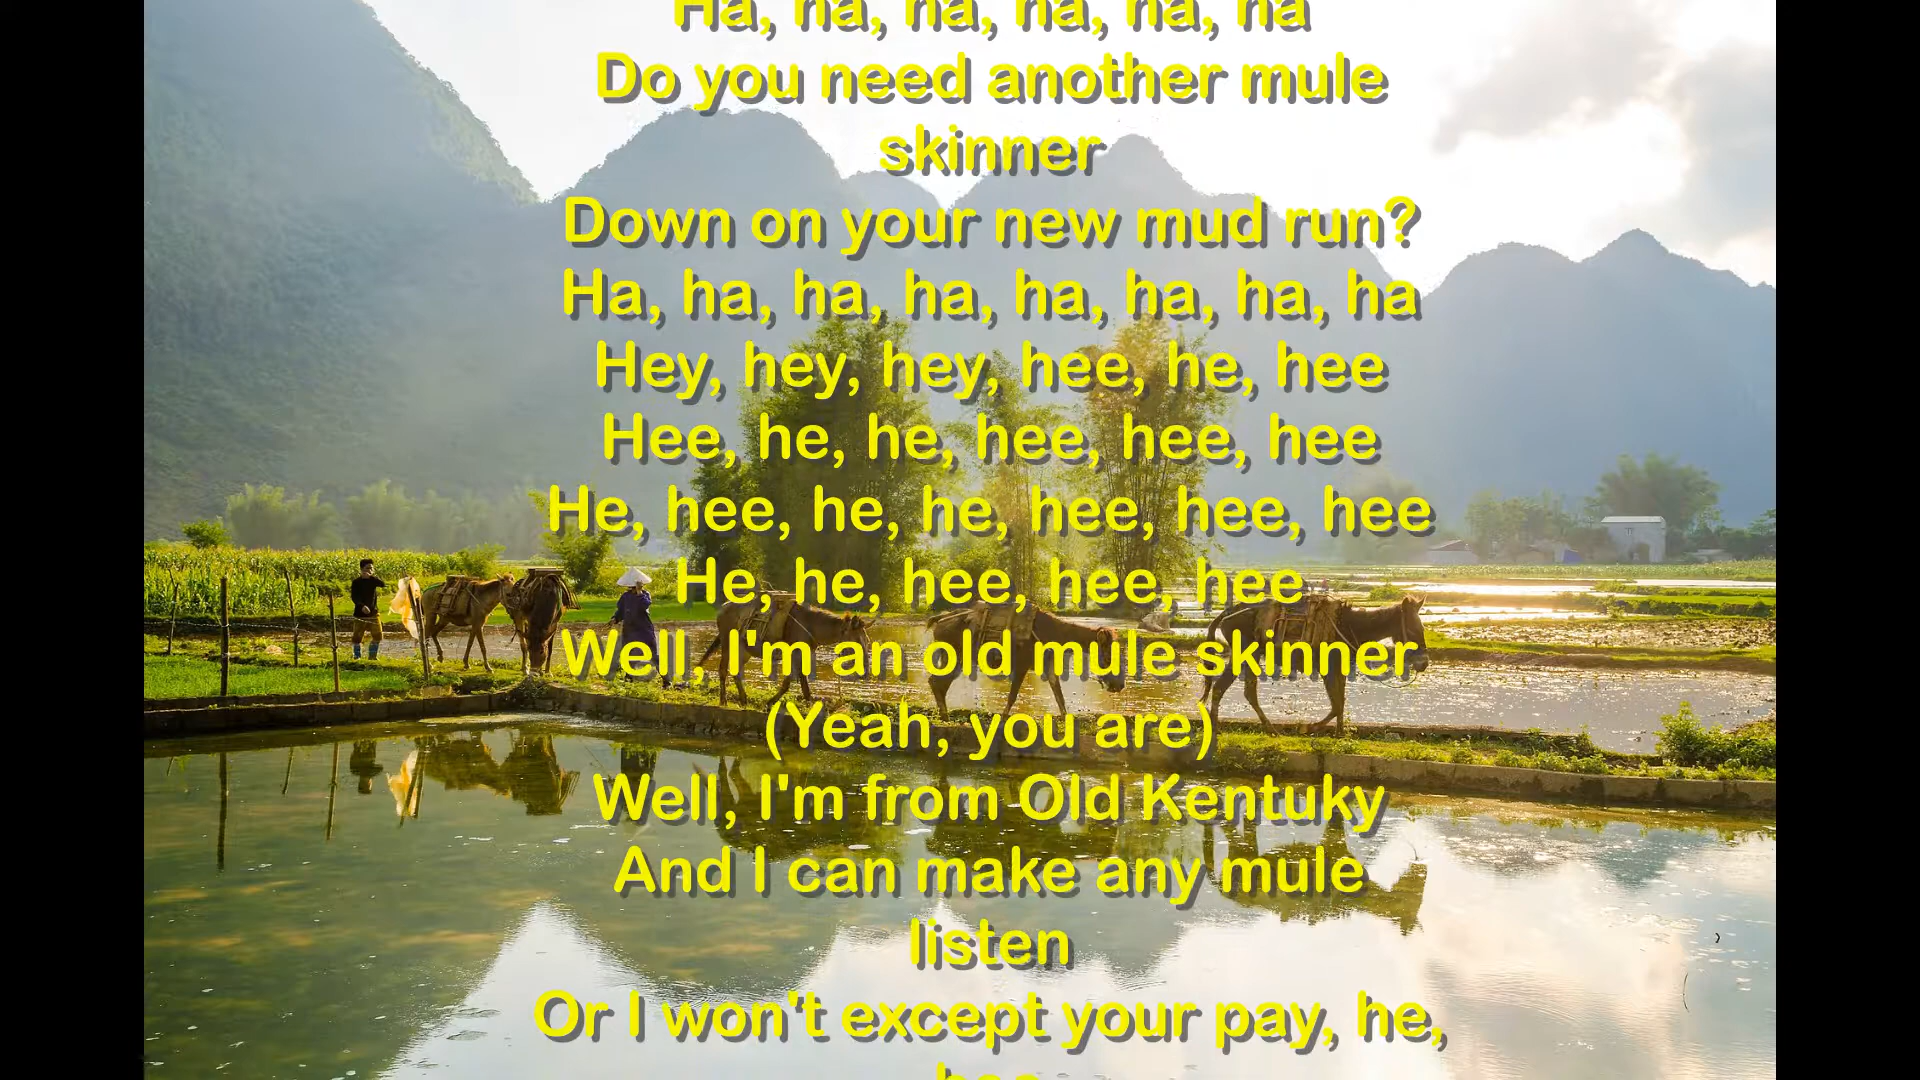 Ha, ha, ha, ha, ha, ha
Do you need another mule
skinner
Down on your new mud run?
Ha, ha, ha, ha, ha, ha, ha, ha
Hey, hey, hey, hee, he, hee
Hee, he, he, hee, hee, hee
He, hee, he, he, hee, hee, hee
He, he, hee, hee, hee
Well, I'm an old mule skinner
(Yeah, you are)
Well, I'm from Old Kentuky
And I can make any mule
listen
Or I won't except your pay, he,